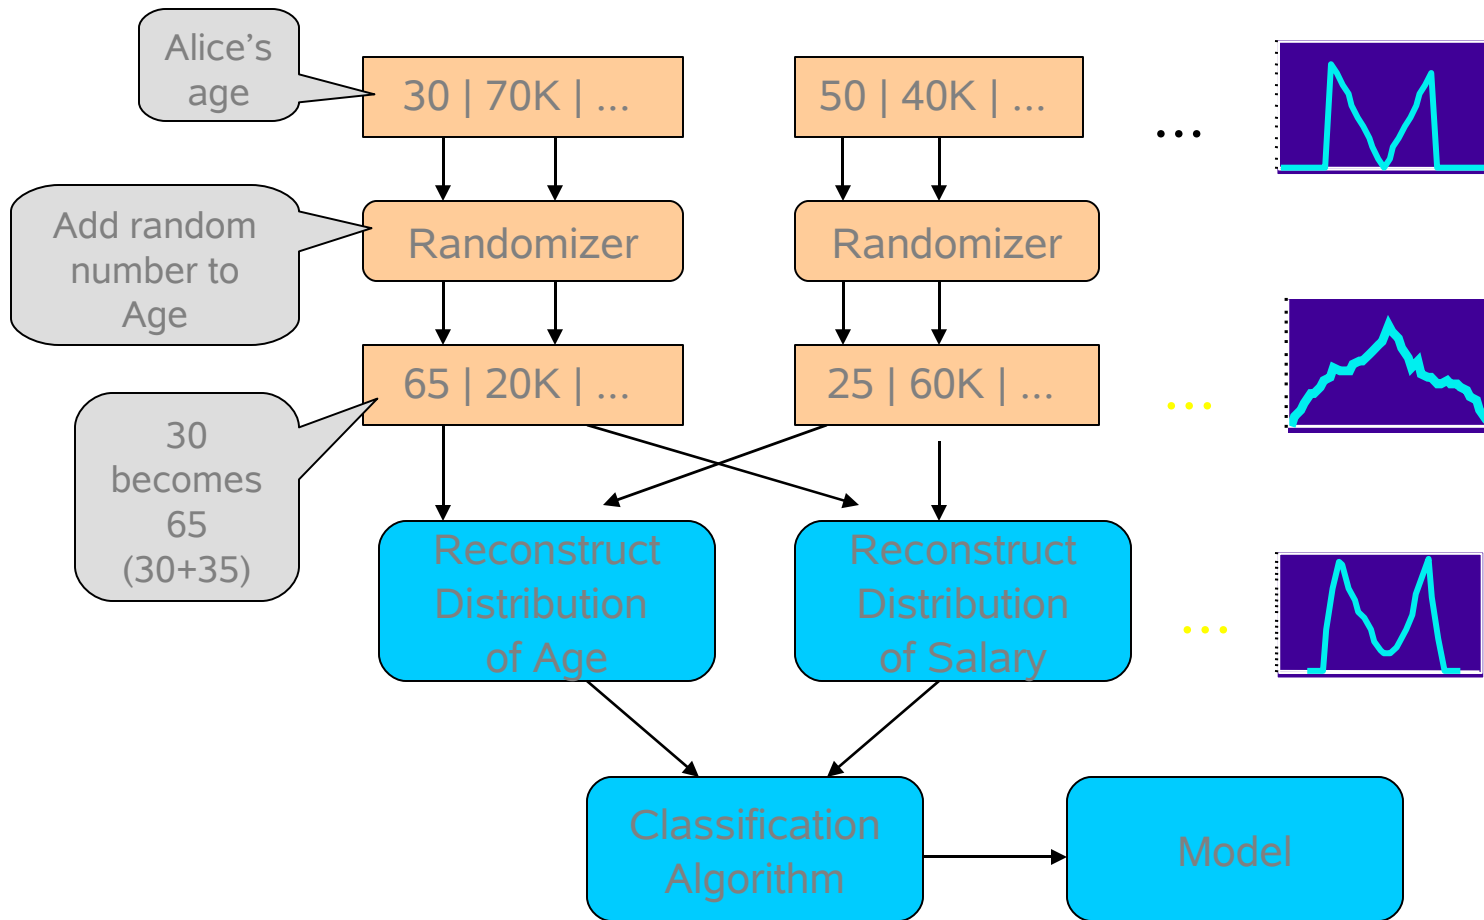 Alice's
age
30 | 70K | ...
50 | 40K | ...
...
Add random
number to
Age
Randomizer
Randomizer
65 | 20K | ...
25 | 60K | ...
...
30
becomes
65
(30+35)
Reconstruct
Distribution
of Age
Reconstruct
Distribution
of Salary
...
Classification
Algorithm
Model